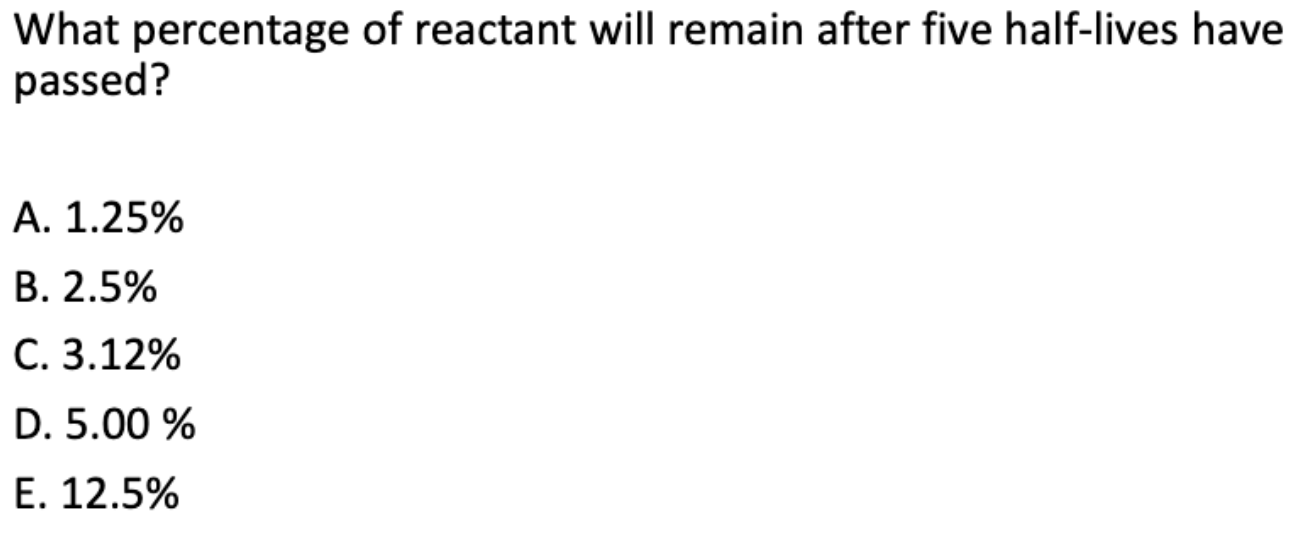 What percentage of reactant will remain after five half-lives have
passed?
A. 1.25%
B. 2.5%
C. 3.12%
D. 5.00 %
E. 12.5%